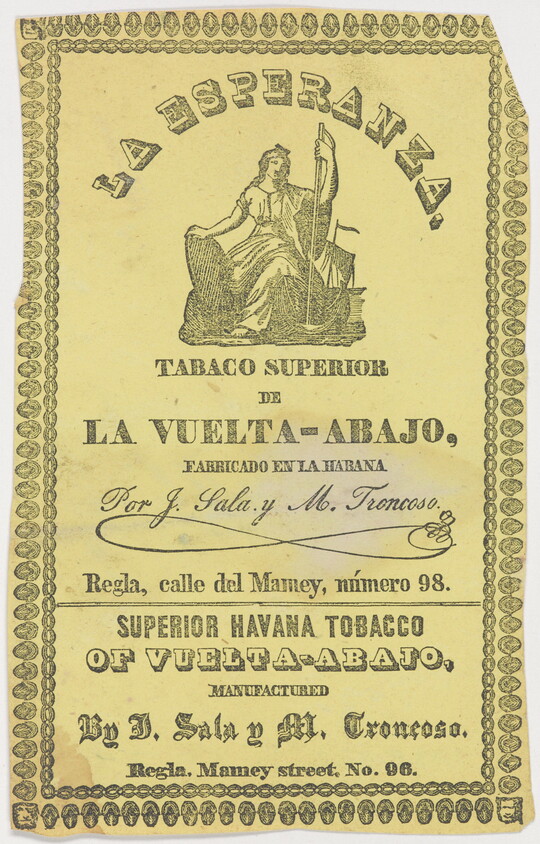 LA ESPERANZA.
TABACO SUPERIOR
DE
LA VUELTA-ABAJO,
FABRICADO EN LA HABANA
Por J. Sala y M. Troncoso.
Regla, calle del Mamey, número 98.
SUPERIOR HAVANA TOBACCO
OF VUELTA-ABAJO,
MANUFACTURED
By J. Sala y M. Troncoso.
Regla. Mamey street. No. 96.